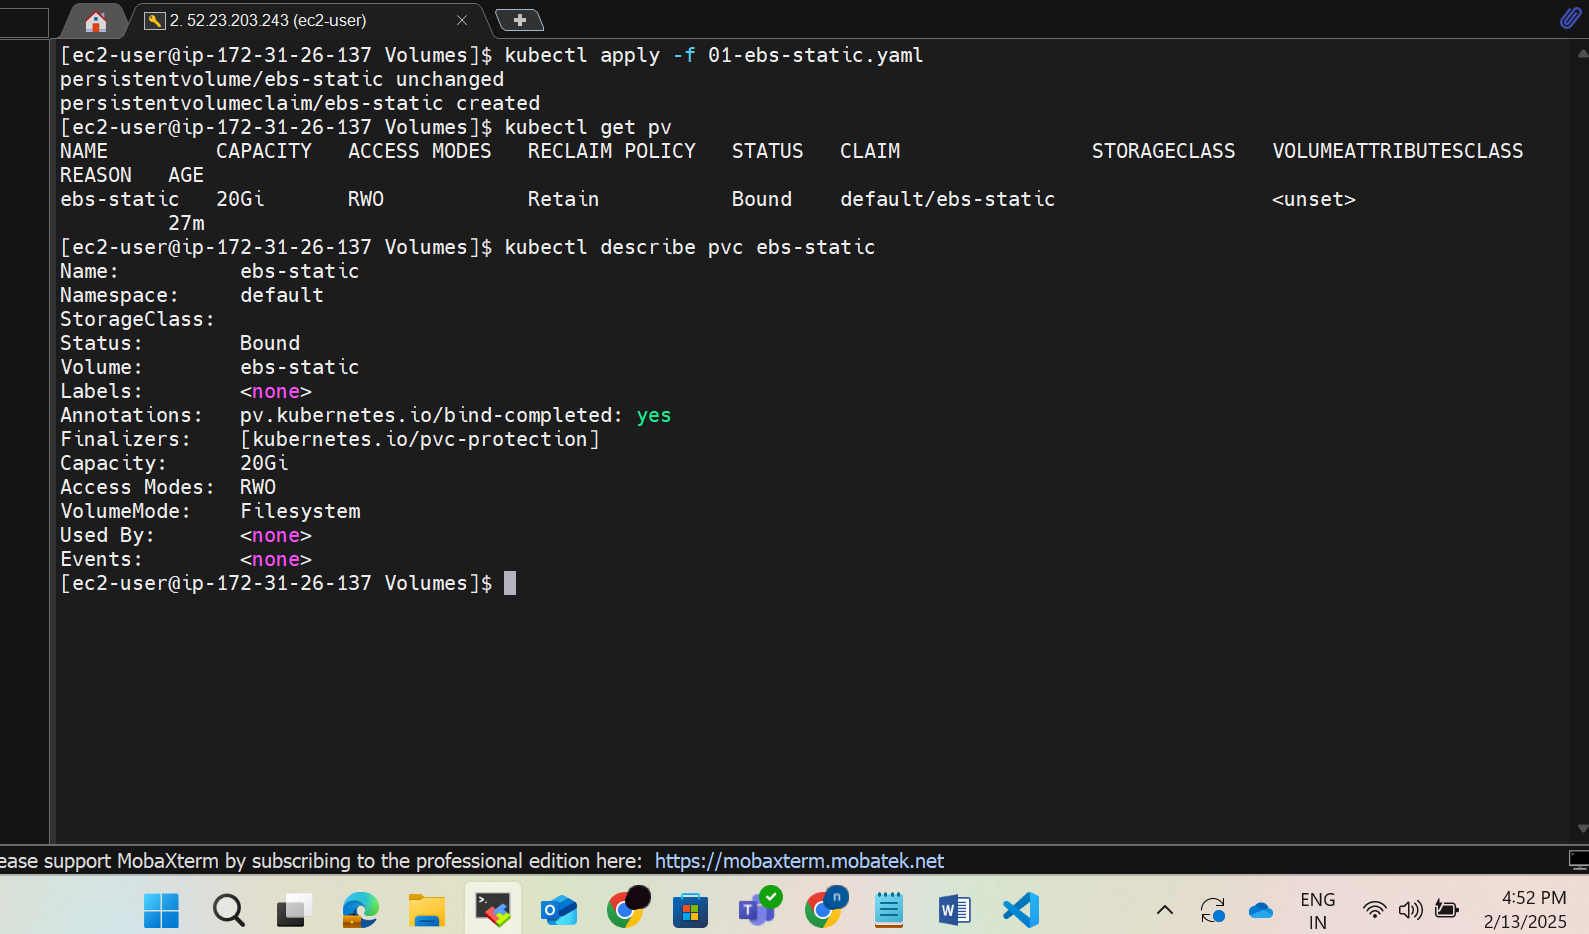 2. 52.23.203.243 (ec2-user)
[ec2-user@ip-172-31-26-137 Volumes]$ kubectl apply -f 01-ebs-static.yaml
persistentvolume/ebs-static unchanged
persistentvolumeclaim/ebs-static created
[ec2-user@ip-172-31-26-137 Volumes]$ kubectl get pv
NAME         CAPACITY   ACCESS MODES   RECLAIM POLICY   STATUS   CLAIM                STORAGECLASS   VOLUMEATTRIBUTESCLASS
REASON   AGE
ebs-static   20Gi       RWO            Retain           Bound    default/ebs-static                  <unset>
         27m
[ec2-user@ip-172-31-26-137 Volumes]$ kubectl describe pvc ebs-static
Name:          ebs-static
Namespace:     default
StorageClass:
Status:        Bound
Volume:        ebs-static
Labels:        <none>
Annotations:   pv.kubernetes.io/bind-completed: yes
Finalizers:    [kubernetes.io/pvc-protection]
Capacity:      20Gi
Access Modes:  RWO
VolumeMode:    Filesystem
Used By:       <none>
Events:        <none>
[ec2-user@ip-172-31-26-137 Volumes]$
ease support MobaXterm by subscribing to the professional edition here: https://mobaxterm.mobatek.net
n
ENG
IN
4:52 PM
2/13/2025